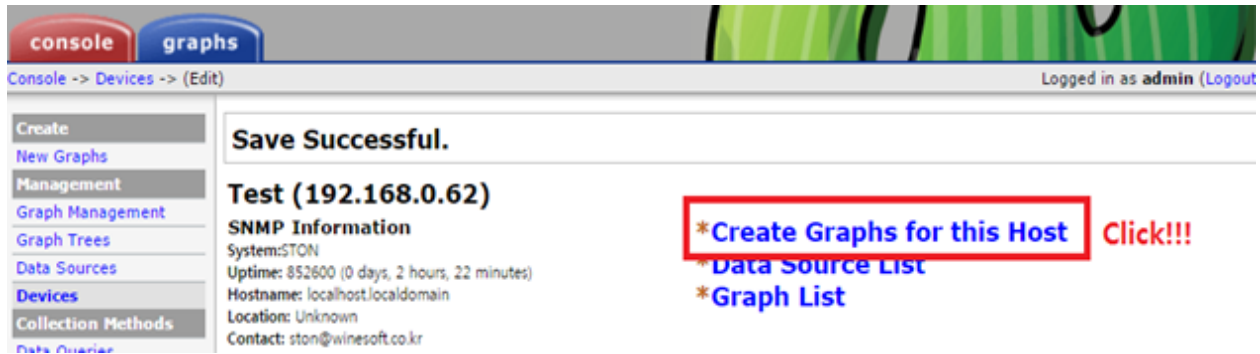 console graphs
Console -> Devices -> (Edit) Logged in as admin (Logout
Create
New Graphs
Management
Graph Management
Graph Trees
Data Sources
Devices
Collection Methods
Data Queries
Save Successful.
Test (192.168.0.62)
SNMP Information
System:STON
Uptime: 852600 (0 days, 2 hours, 22 minutes)
Hostname: localhost.localdomain
Location: Unknown
Contact: ston@winesoft.co.kr
*Create Graphs for this Host Click!!!
*Data Source List
*Graph List